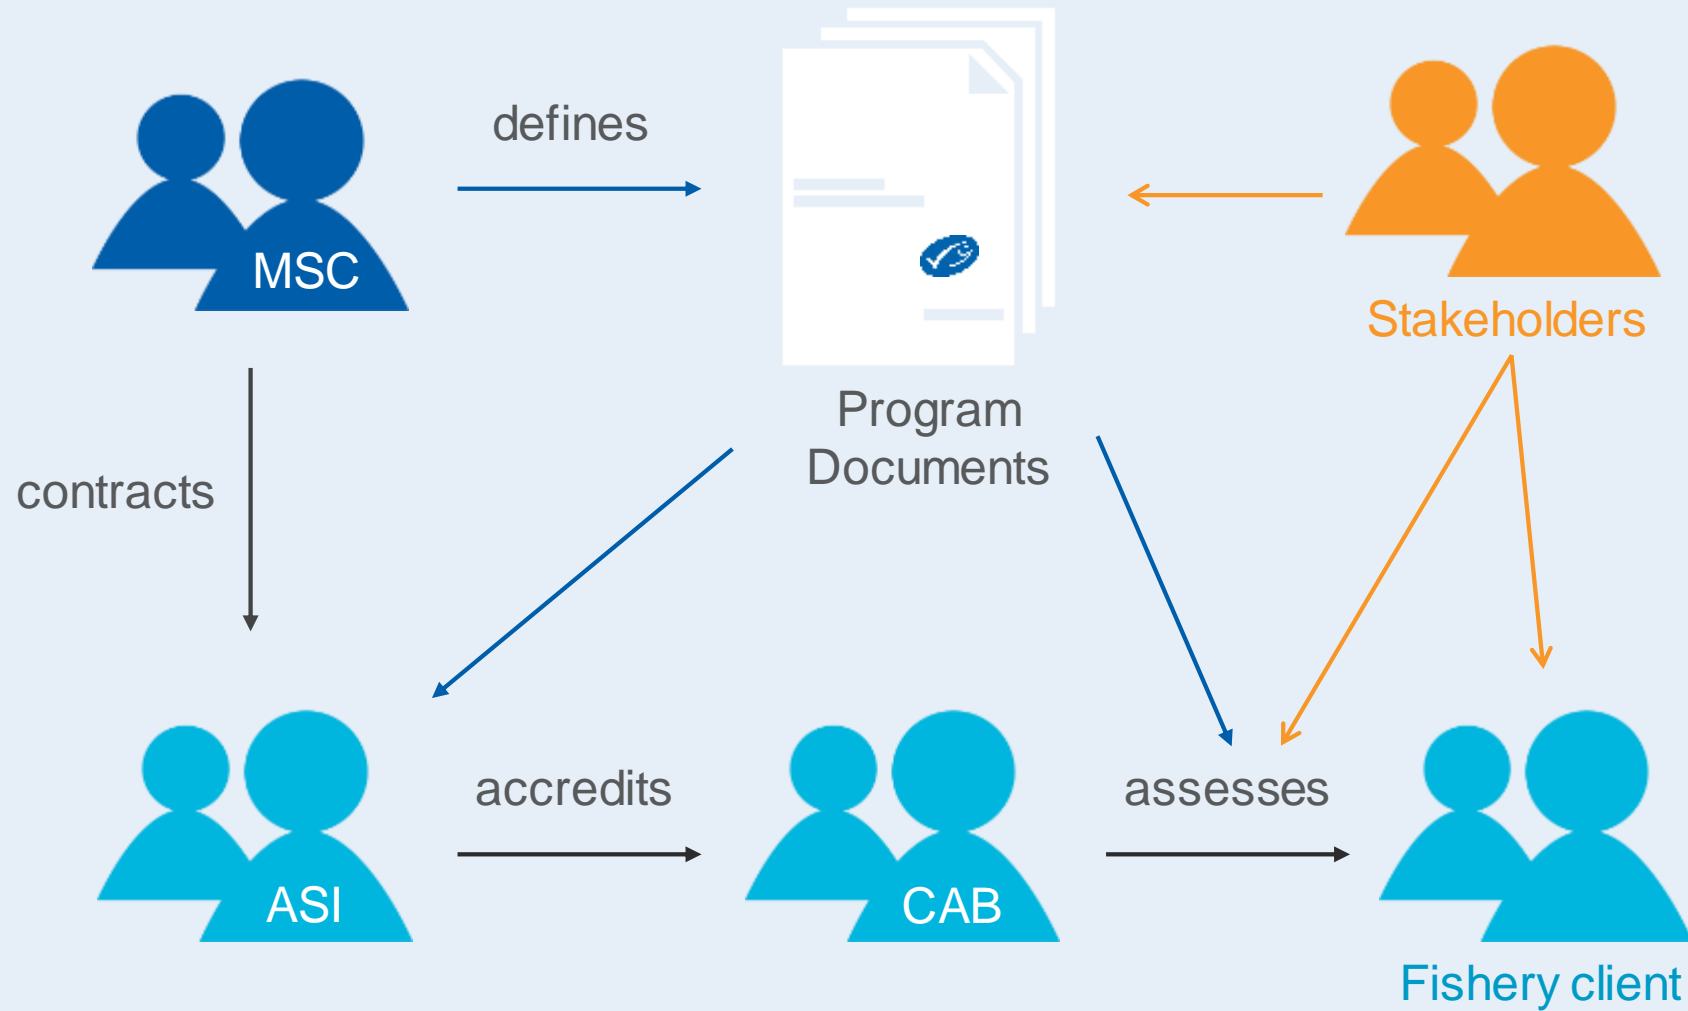 defines
MSC
Stakeholders
Program
Documents
contracts
accredits
assesses
ASI
CAB
Fishery client